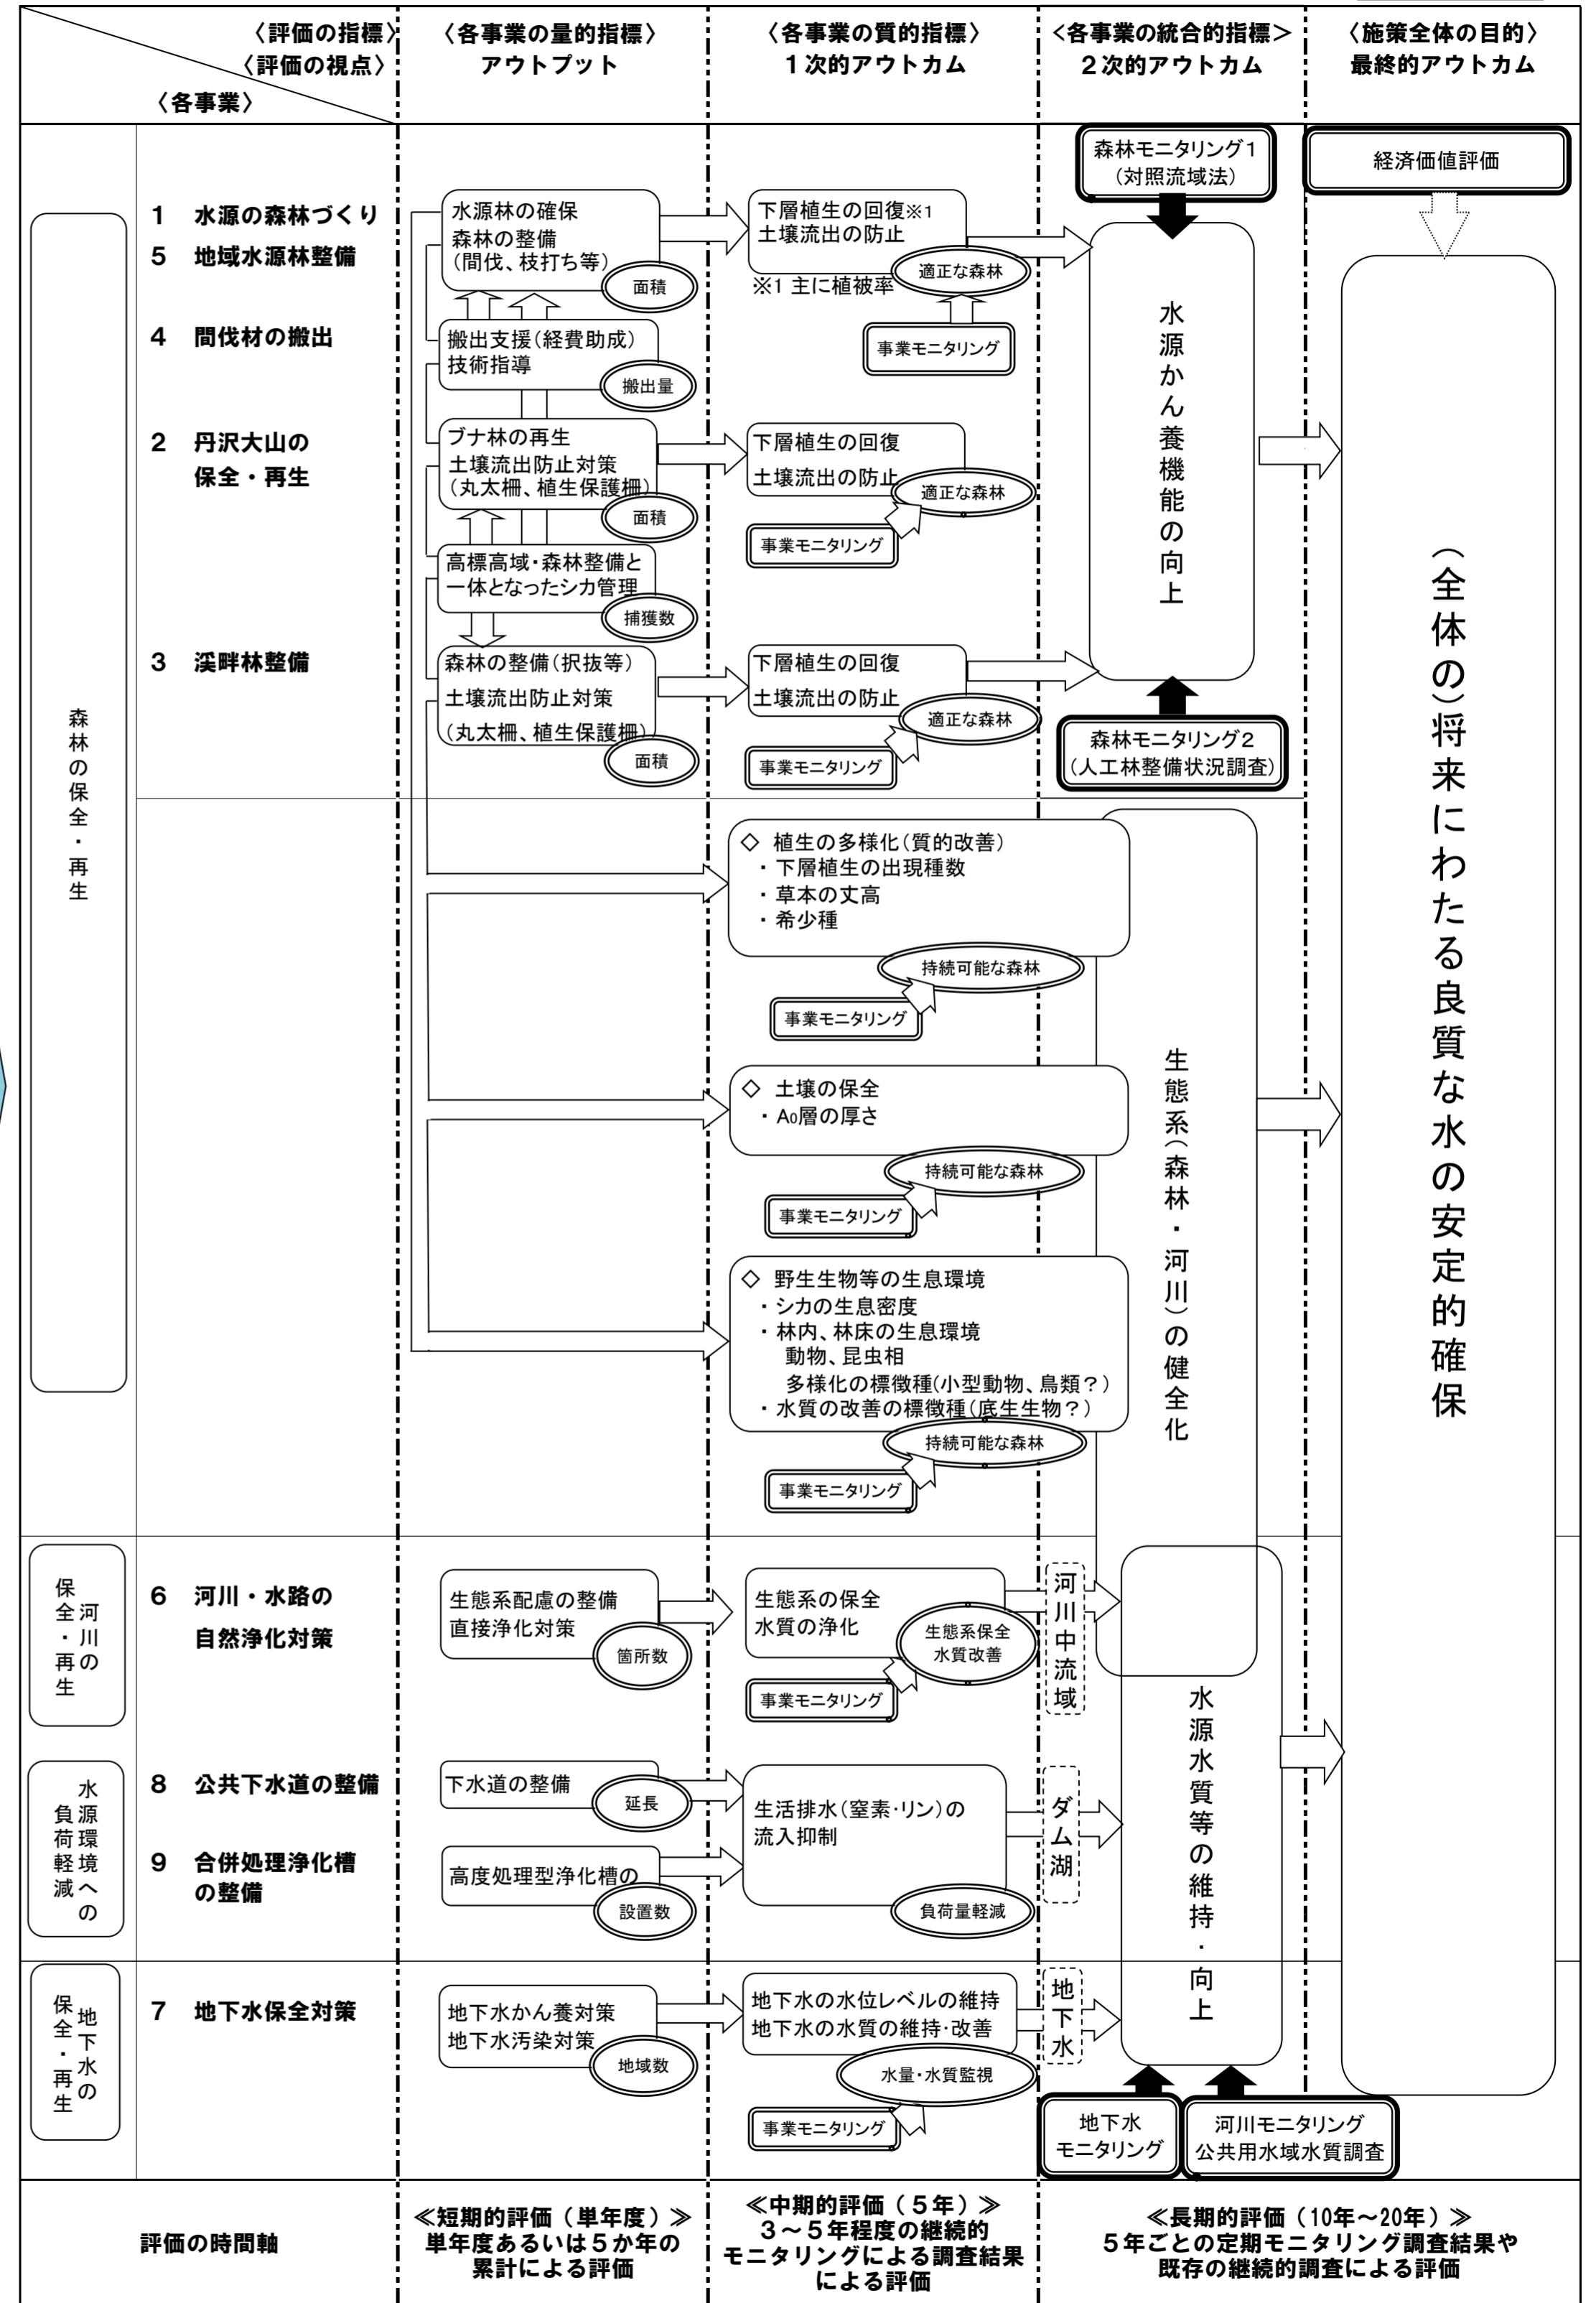 〈評価の指標〉
〈評価の視点〉
〈各事業〉
〈各事業の量的指標〉
アウトプット
〈各事業の質的指標〉
1次的アウトカム
<各事業の統合的指標>
2次的アウトカム
〈施策全体の目的〉
最終的アウトカム
森林の保全・再生
1 水源の森林づくり
5 地域水源林整備
水源林の確保
森林の整備
(間伐、枝打ち等)
面積
下層植生の回復※1
土壌流出の防止
適正な森林
※1 主に植被率
事業モニタリング
4 間伐材の搬出
搬出支援(経費助成)
技術指導
搬出量
2 丹沢大山の
保全・再生
ブナ林の再生
土壌流出防止対策
(丸太柵、植生保護柵)
面積
下層植生の回復
土壌流出の防止
適正な森林
事業モニタリング
高標高域・森林整備と
一体となったシカ管理
捕獲数
3 渓畔林整備
森林の整備(択抜等)
土壌流出防止対策
(丸太柵、植生保護柵)
面積
下層植生の回復
土壌流出の防止
適正な森林
事業モニタリング
森林モニタリング1
(対照流域法)
水源かん養機能の向上
森林モニタリング2
(人工林整備状況調査)
経済価値評価
(全体の)将来にわたる良質な水の安定的確保
◇ 植生の多様化(質的改善)
・下層植生の出現種数
・草本の丈高
・希少種
持続可能な森林
事業モニタリング
◇ 土壌の保全
・A0層の厚さ
持続可能な森林
事業モニタリング
◇ 野生生物等の生息環境
・シカの生息密度
・林内、林床の生息環境
動物、昆虫相
多様化の標徴種(小型動物、鳥類?)
・水質の改善の標徴種(底生生物?)
持続可能な森林
事業モニタリング
生態系(森林・河川)の健全化
河川の
保全・再生
6 河川・水路の
自然浄化対策
生態系配慮の整備
直接浄化対策
箇所数
生態系の保全
水質の浄化
生態系保全
水質改善
事業モニタリング
河川中流域
水源環境への
負荷軽減
8 公共下水道の整備
下水道の整備
延長
9 合併処理浄化槽
の整備
高度処理型浄化槽の
設置数
生活排水(窒素・リン)の
流入抑制
負荷量軽減
ダム湖
水源水質等の維持・向上
地下水の
保全・再生
7 地下水保全対策
地下水かん養対策
地下水汚染対策
地域数
地下水の水位レベルの維持
地下水の水質の維持・改善
水量・水質監視
事業モニタリング
地下水
地下水
モニタリング
河川モニタリング
公共用水域水質調査
評価の時間軸
≪短期的評価(単年度)≫
単年度あるいは5か年の
累計による評価
≪中期的評価(5年)≫
3～5年程度の継続的
モニタリングによる調査結果
による評価
≪長期的評価(10年～20年)≫
5年ごとの定期モニタリング調査結果や
既存の継続的調査による評価